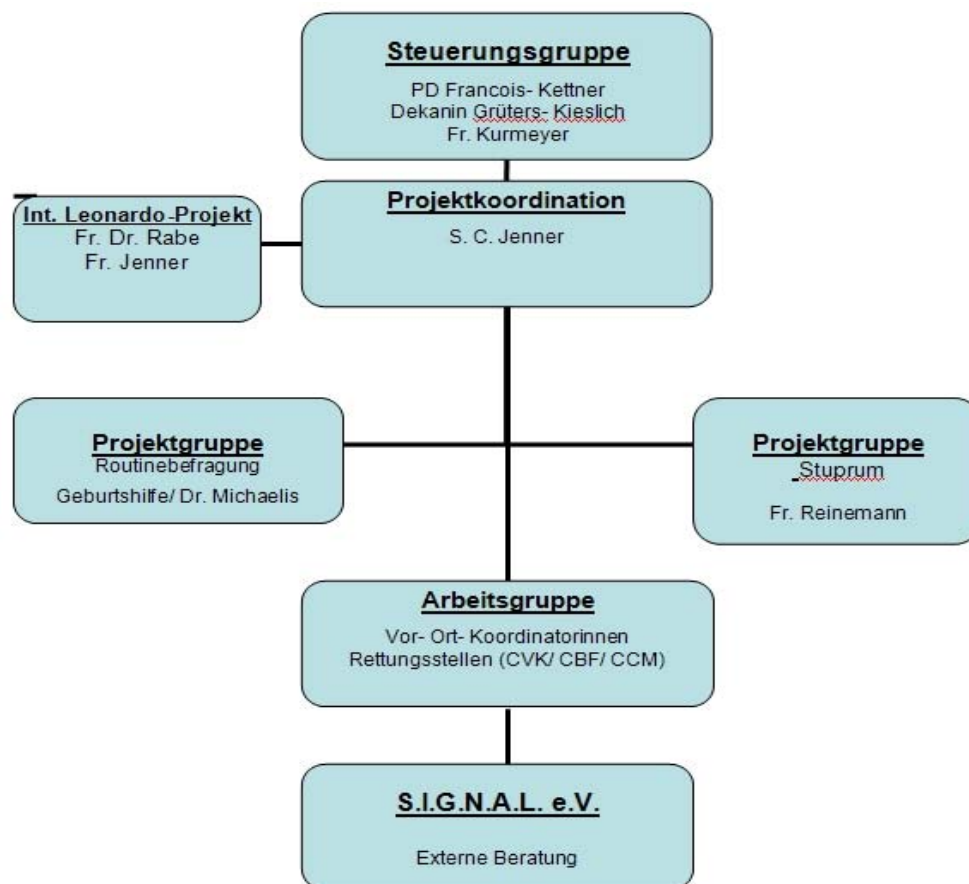 Steuerungsgruppe
PD Francois- Kettner
Dekanin Grüters- Kieslich
Fr. Kurmeyer
Projektkoordination
S. C. Jenner
Int. Leonardo-Projekt
Fr. Dr. Rabe
Fr. Jenner
Projektgruppe
Routinebefragung
Geburtshilfe/ Dr. Michaelis
Projektgruppe
Stuprum
Fr. Reinemann
Arbeitsgruppe
Vor- Ort- Koordinatorinnen
Rettungsstellen (CVK/ CBF/ CCM)
S.I.G.N.A.L. e.V.
Externe Beratung